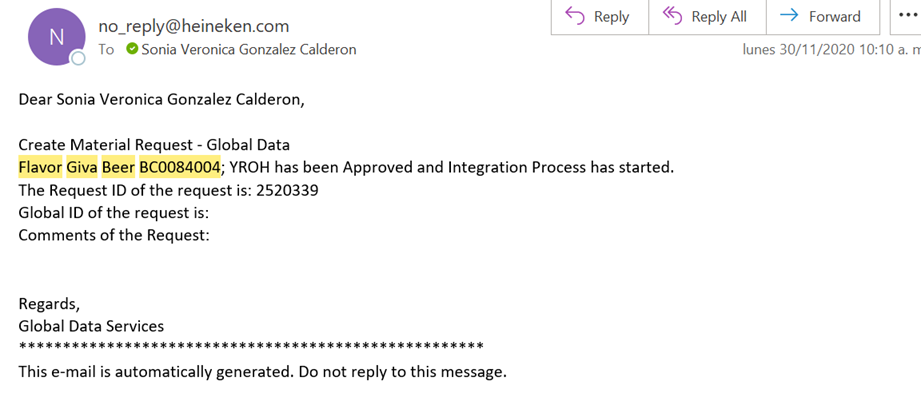 N
no_reply@heineken.com
To Sonia Veronica Gonzalez Calderon
Reply
Reply All
Forward
lunes 30/11/2020 10:10 a. m
Dear Sonia Veronica Gonzalez Calderon,
Create Material Request - Global Data
Flavor Giva Beer BC0084004; YROH has been Approved and Integration Process has started.
The Request ID of the request is: 2520339
Global ID of the request is:
Comments of the Request:
Regards,
Global Data Services
******************************************************
This e-mail is automatically generated. Do not reply to this message.